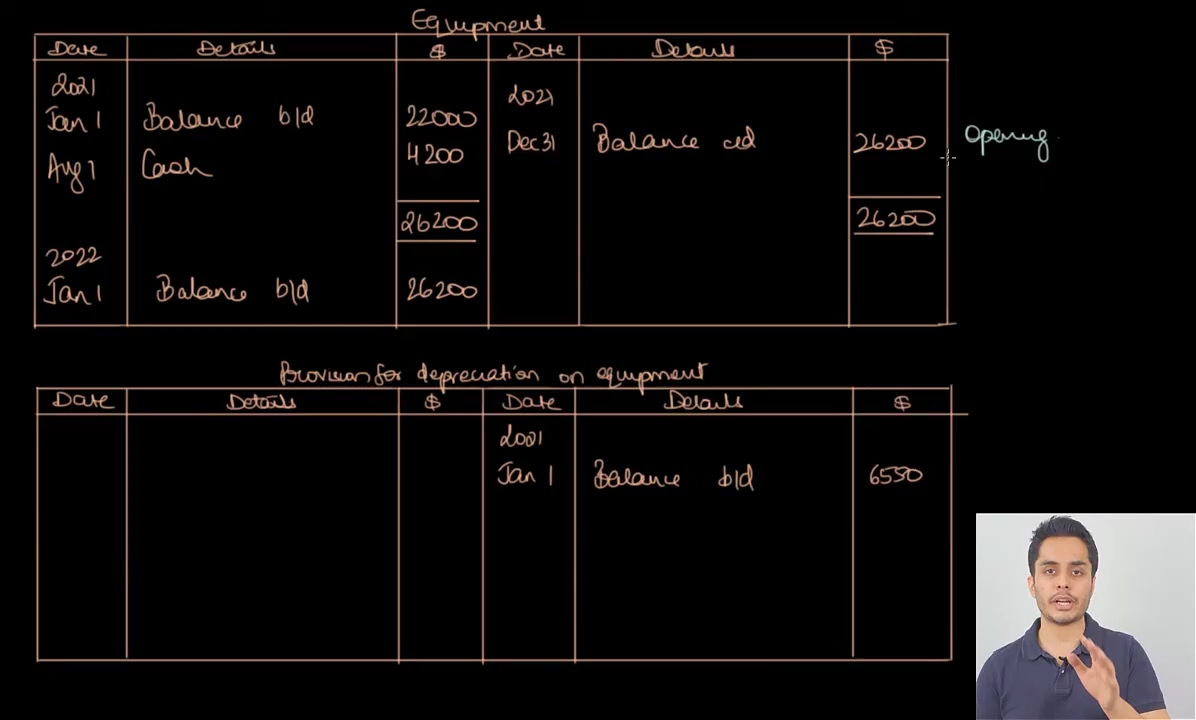 Equipment
Date Details $ Date Details $
2021 2021
Jan 1 Balance b/d 22000
Dec 31 Balance c/d 26200 Opening
Aug 1 Cash 4200
26200 26200
2022
Jan 1 Balance b/d 26200
Provision for depreciation on equipment
Date Details $ Date Details $
2021
Jan 1 Balance b/d 6550